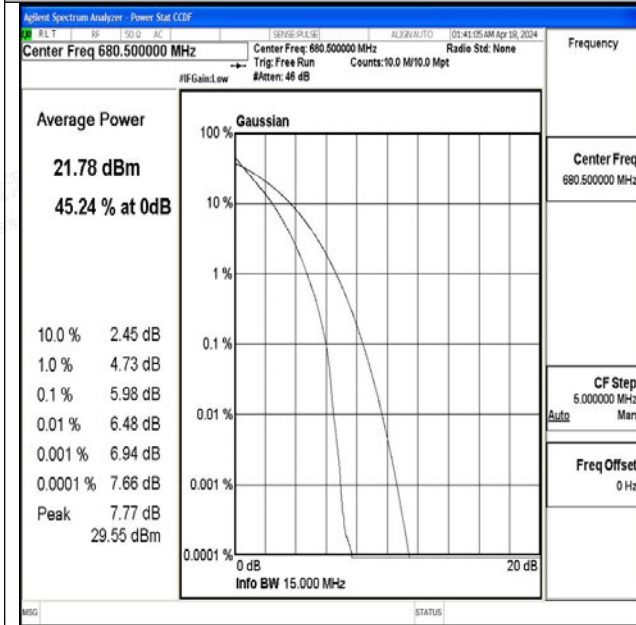 Agilent Spectrum Analyzer - Power Stat CCDF
RL T RF 50 Ω AC SENSE:PULSE ALIGNAUTO 01:41:05 AM Apr 18, 2024
Center Freq 680.500000 MHz
Center Freq: 680.500000 MHz Radio Std: None
Trig: Free Run Counts:10.0 M/10.0 Mpt
#IFGain:Low #Atten: 46 dB
Frequency
Average Power
21.78 dBm
45.24 % at 0dB
10.0 % 2.45 dB
1.0 % 4.73 dB
0.1 % 5.98 dB
0.01 % 6.48 dB
0.001 % 6.94 dB
0.0001 % 7.66 dB
Peak 7.77 dB
29.55 dBm
Gaussian
100 %
10 %
1 %
0.1 %
0.01 %
0.001 %
0.0001 %
0 dB 20 dB
Info BW 15.000 MHz
Center Freq
680.500000 MHz
CF Step
5.000000 MHz
Auto Man
Freq Offset
0 Hz
MSG STATUS